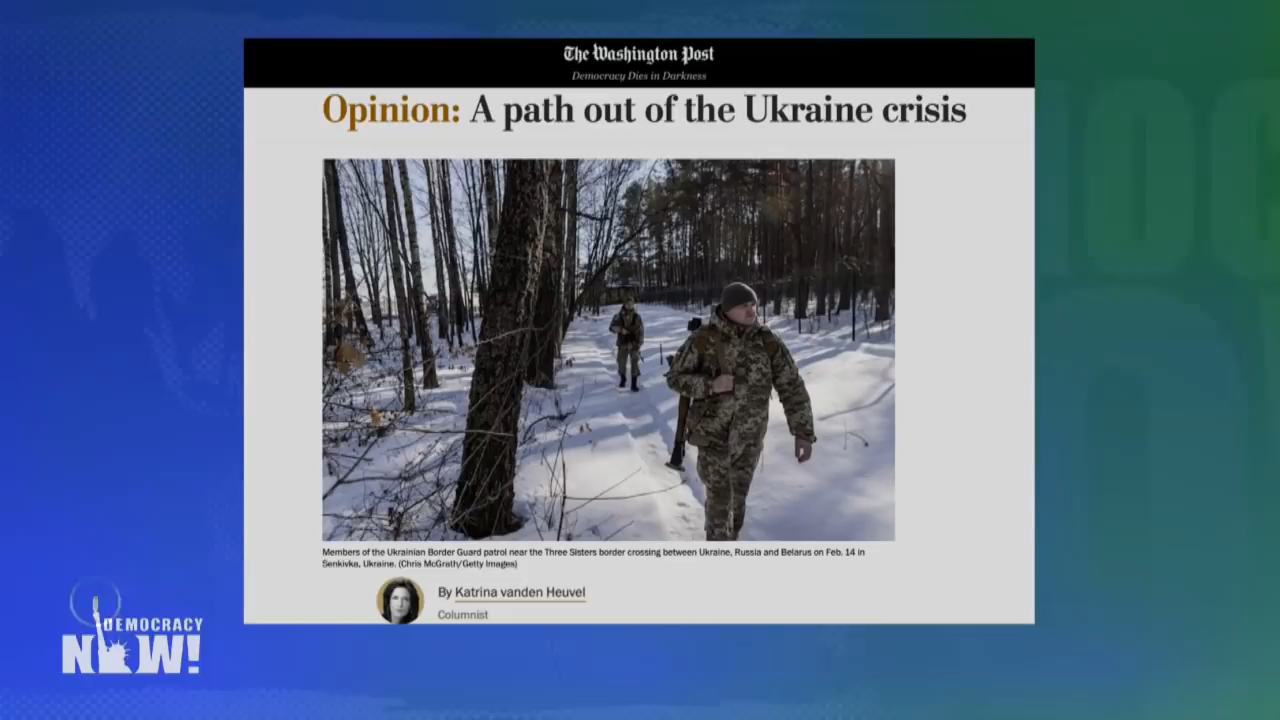 The Washington Post
Democracy Dies in Darkness
Opinion: A path out of the Ukraine crisis
Members of the Ukrainian Border Guard patrol near the Three Sisters border crossing between Ukraine, Russia and Belarus on Feb. 14 in
Senkivka, Ukraine. (Chris McGrath/Getty Images)
By Katrina vanden Heuvel
Columnist
DEMOCRACY
NOW!